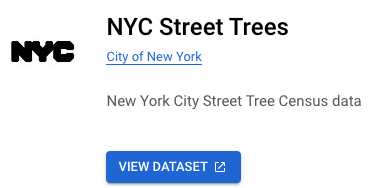 NYC Street Trees
NYC
City of New York
New York City Street Tree Census data
VIEW DATASET